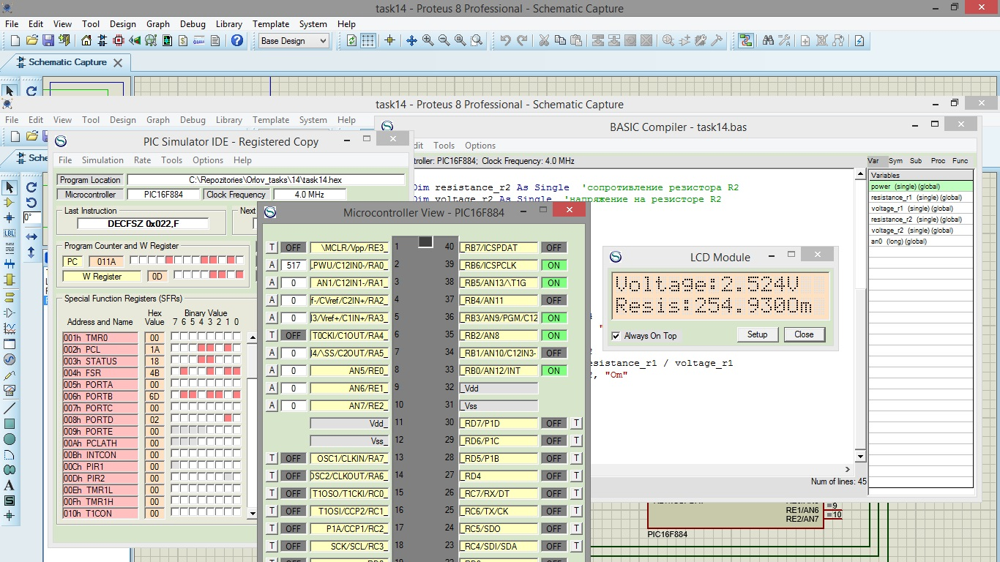 task14 - Proteus 8 Professional - Schematic Capture
File Edit View Tool Design Graph Debug Library Template System Help
Base Design
Schematic Capture
task14 - Proteus 8 Professional - Schematic Capture
File Edit View Tool Design Graph Debug Library Template System Help
Sche
0°
LBL
A
S
PIC Simulator IDE - Registered Copy
File Simulation Rate Tools Options Help
Program Location C:\Repozitories\Orlov_tasks\14\task14.hex
Microcontroller PIC16F884 Clock Frequency 4.0 MHz
Last Instruction Next
DECFSZ 0x022,F
Program Counter and W Register
PC 011A
W Register 0D
Special Function Registers (SFRs)
Hex Binary Value
Address and Name Value 7 6 5 4 3 2 1 0
001h TMR0 00
002h PCL 1A
003h STATUS 18
004h FSR 4B
005h PORTA 00
006h PORTB 6D
007h PORTC 00
008h PORTD 02
009h PORTE 00
00Ah PCLATH 00
00Bh INTCON 00
00Ch PIR1 00
00Dh PIR2 00
00Eh TMR1L 00
00Fh TMR1H 00
010h T1CON 00
BASIC Compiler - task14.bas
dit Tools Options
troller: PIC16F884; Clock Frequency: 4.0 MHz
Dim resistance_r2 As Single 'сопротивление резистора R2
Dim voltage_r2 As Single 'напряжение на резисторе R2
esistance_r1 / voltage_r1
2, "Om"
Num of lines: 45
Var Sym Sub Proc Func
Variables
power (single) (global)
resistance_r1 (single) (global)
voltage_r1 (single) (global)
resistance_r2 (single) (global)
voltage_r2 (single) (global)
an0 (long) (global)
Microcontroller View - PIC16F884
T OFF \MCLR/Vpp/RE3_ 1 40 _RB7/ICSPDAT OFF
A 517 PWU/C12IN0-/RA0_ 2 39 _RB6/ICSPCLK ON
A 0 AN1/C12IN1-/RA1_ 3 38 _RB5/AN13/\T1G ON
A 0 f-/CVref/C2IN+/RA2_ 4 37 _RB4/AN11 OFF
A 0 I3/Vref+/C1IN+/RA3_ 5 36 _RB3/AN9/PGM/C12 ON
T OFF T0CKI/C1OUT/RA4_ 6 35 _RB2/AN8 ON
A 0 I4/\SS/C2OUT/RA5_ 7 34 _RB1/AN10/C12IN3- OFF
A 0 AN5/RE0_ 8 33 _RB0/AN12/INT ON
A 0 AN6/RE1_ 9 32 _Vdd
A 0 AN7/RE2_ 10 31 _Vss
Vdd_ 11 30 _RD7/P1D OFF T
Vss_ 12 29 _RD6/P1C OFF T
T OFF OSC1/CLKIN/RA7_ 13 28 _RD5/P1B OFF T
T OFF OSC2/CLKOUT/RA6_ 14 27 _RD4 OFF T
T OFF T1OSO/T1CKI/RC0_ 15 26 _RC7/RX/DT OFF T
T OFF T1OSI/CCP2/RC1_ 16 25 _RC6/TX/CK OFF T
T OFF P1A/CCP1/RC2_ 17 24 _RC5/SDO OFF T
T OFF SCK/SCL/RC3_ 18 23 _RC4/SDI/SDA OFF T
LCD Module
Voltage:2.524V
Resis:254.930Om
Always On Top Setup Close
RE1/AN6 9
RE2/AN7 10
PIC16F884